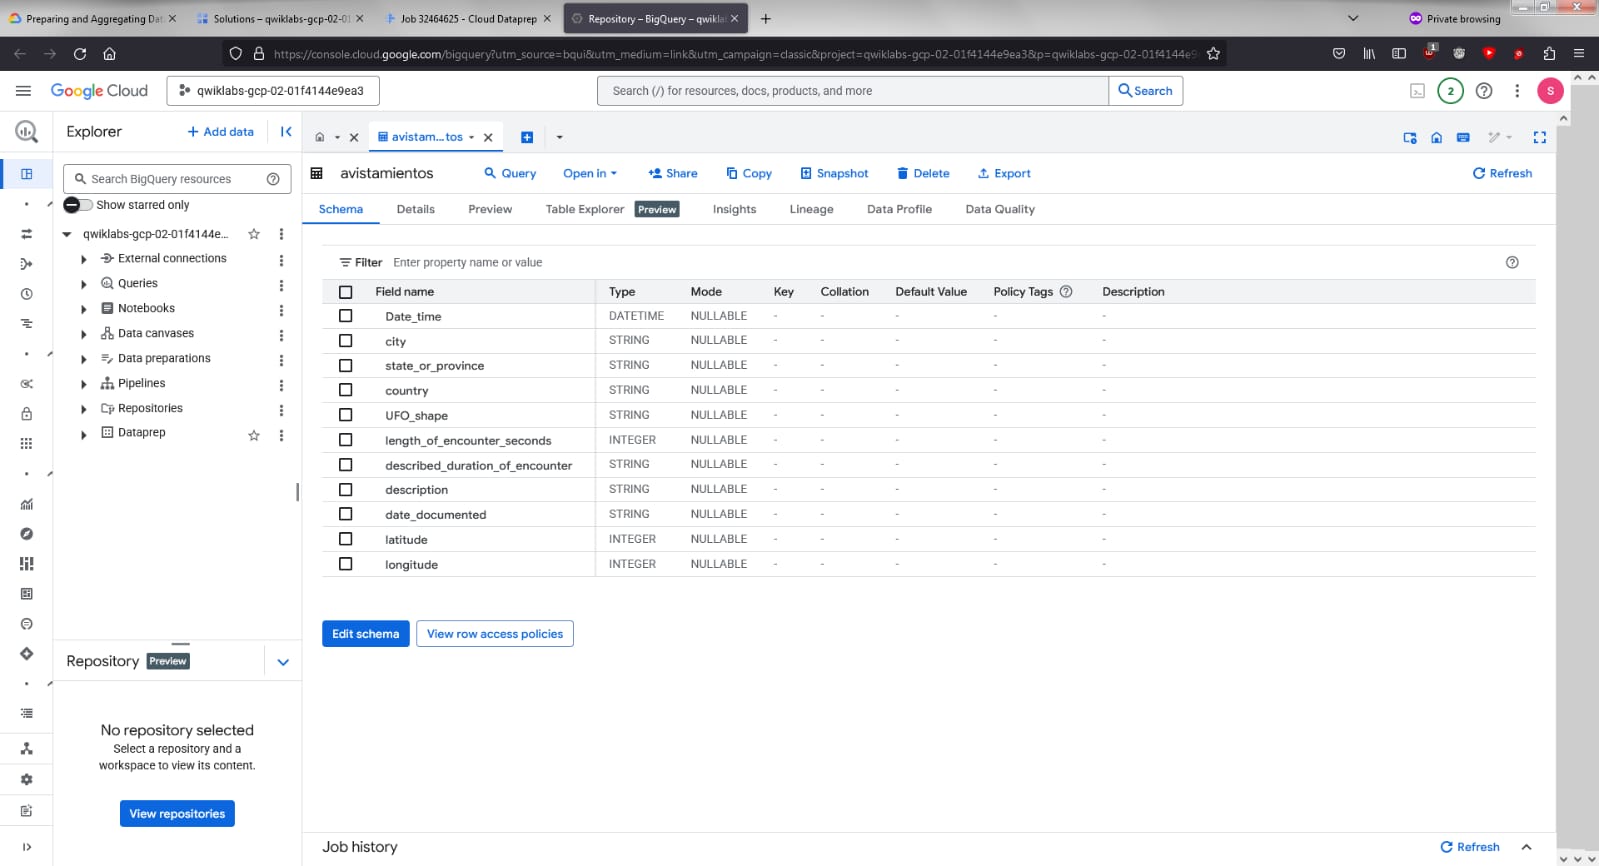 Preparing and Aggregating Dat
Solutions – qwiklabs-gcp-02-01
Job 32464625 - Cloud Dataprep
Repository – BigQuery – qwikla
Private browsing
https://console.cloud.google.com/bigquery?utm_source=bqui&utm_medium=link&utm_campaign=classic&project=qwiklabs-gcp-02-01f4144e9ea3&p=qwiklabs-gcp-02-01f4144e9
1
Google Cloud
qwiklabs-gcp-02-01f4144e9ea3
Search (/) for resources, docs, products, and more
Search
2
S
Explorer
+ Add data
avistam...tos
Search BigQuery resources
Show starred only
avistamientos
Query
Open in
Share
Copy
Snapshot
Delete
Export
Refresh
Schema
Details
Preview
Table Explorer
Preview
Insights
Lineage
Data Profile
Data Quality
qwiklabs-gcp-02-01f4144e...
External connections
Queries
Notebooks
Data canvases
Data preparations
Pipelines
Repositories
Dataprep
Filter Enter property name or value
Field name Type Mode Key Collation Default Value Policy Tags Description
Date_time DATETIME NULLABLE - - - - -
city STRING NULLABLE - - - - -
state_or_province STRING NULLABLE - - - - -
country STRING NULLABLE - - - - -
UFO_shape STRING NULLABLE - - - - -
length_of_encounter_seconds INTEGER NULLABLE - - - - -
described_duration_of_encounter STRING NULLABLE - - - - -
description STRING NULLABLE - - - - -
date_documented STRING NULLABLE - - - - -
latitude INTEGER NULLABLE - - - - -
longitude INTEGER NULLABLE - - - - -
Edit schema
View row access policies
Repository Preview
No repository selected
Select a repository and a
workspace to view its content.
View repositories
Job history
Refresh